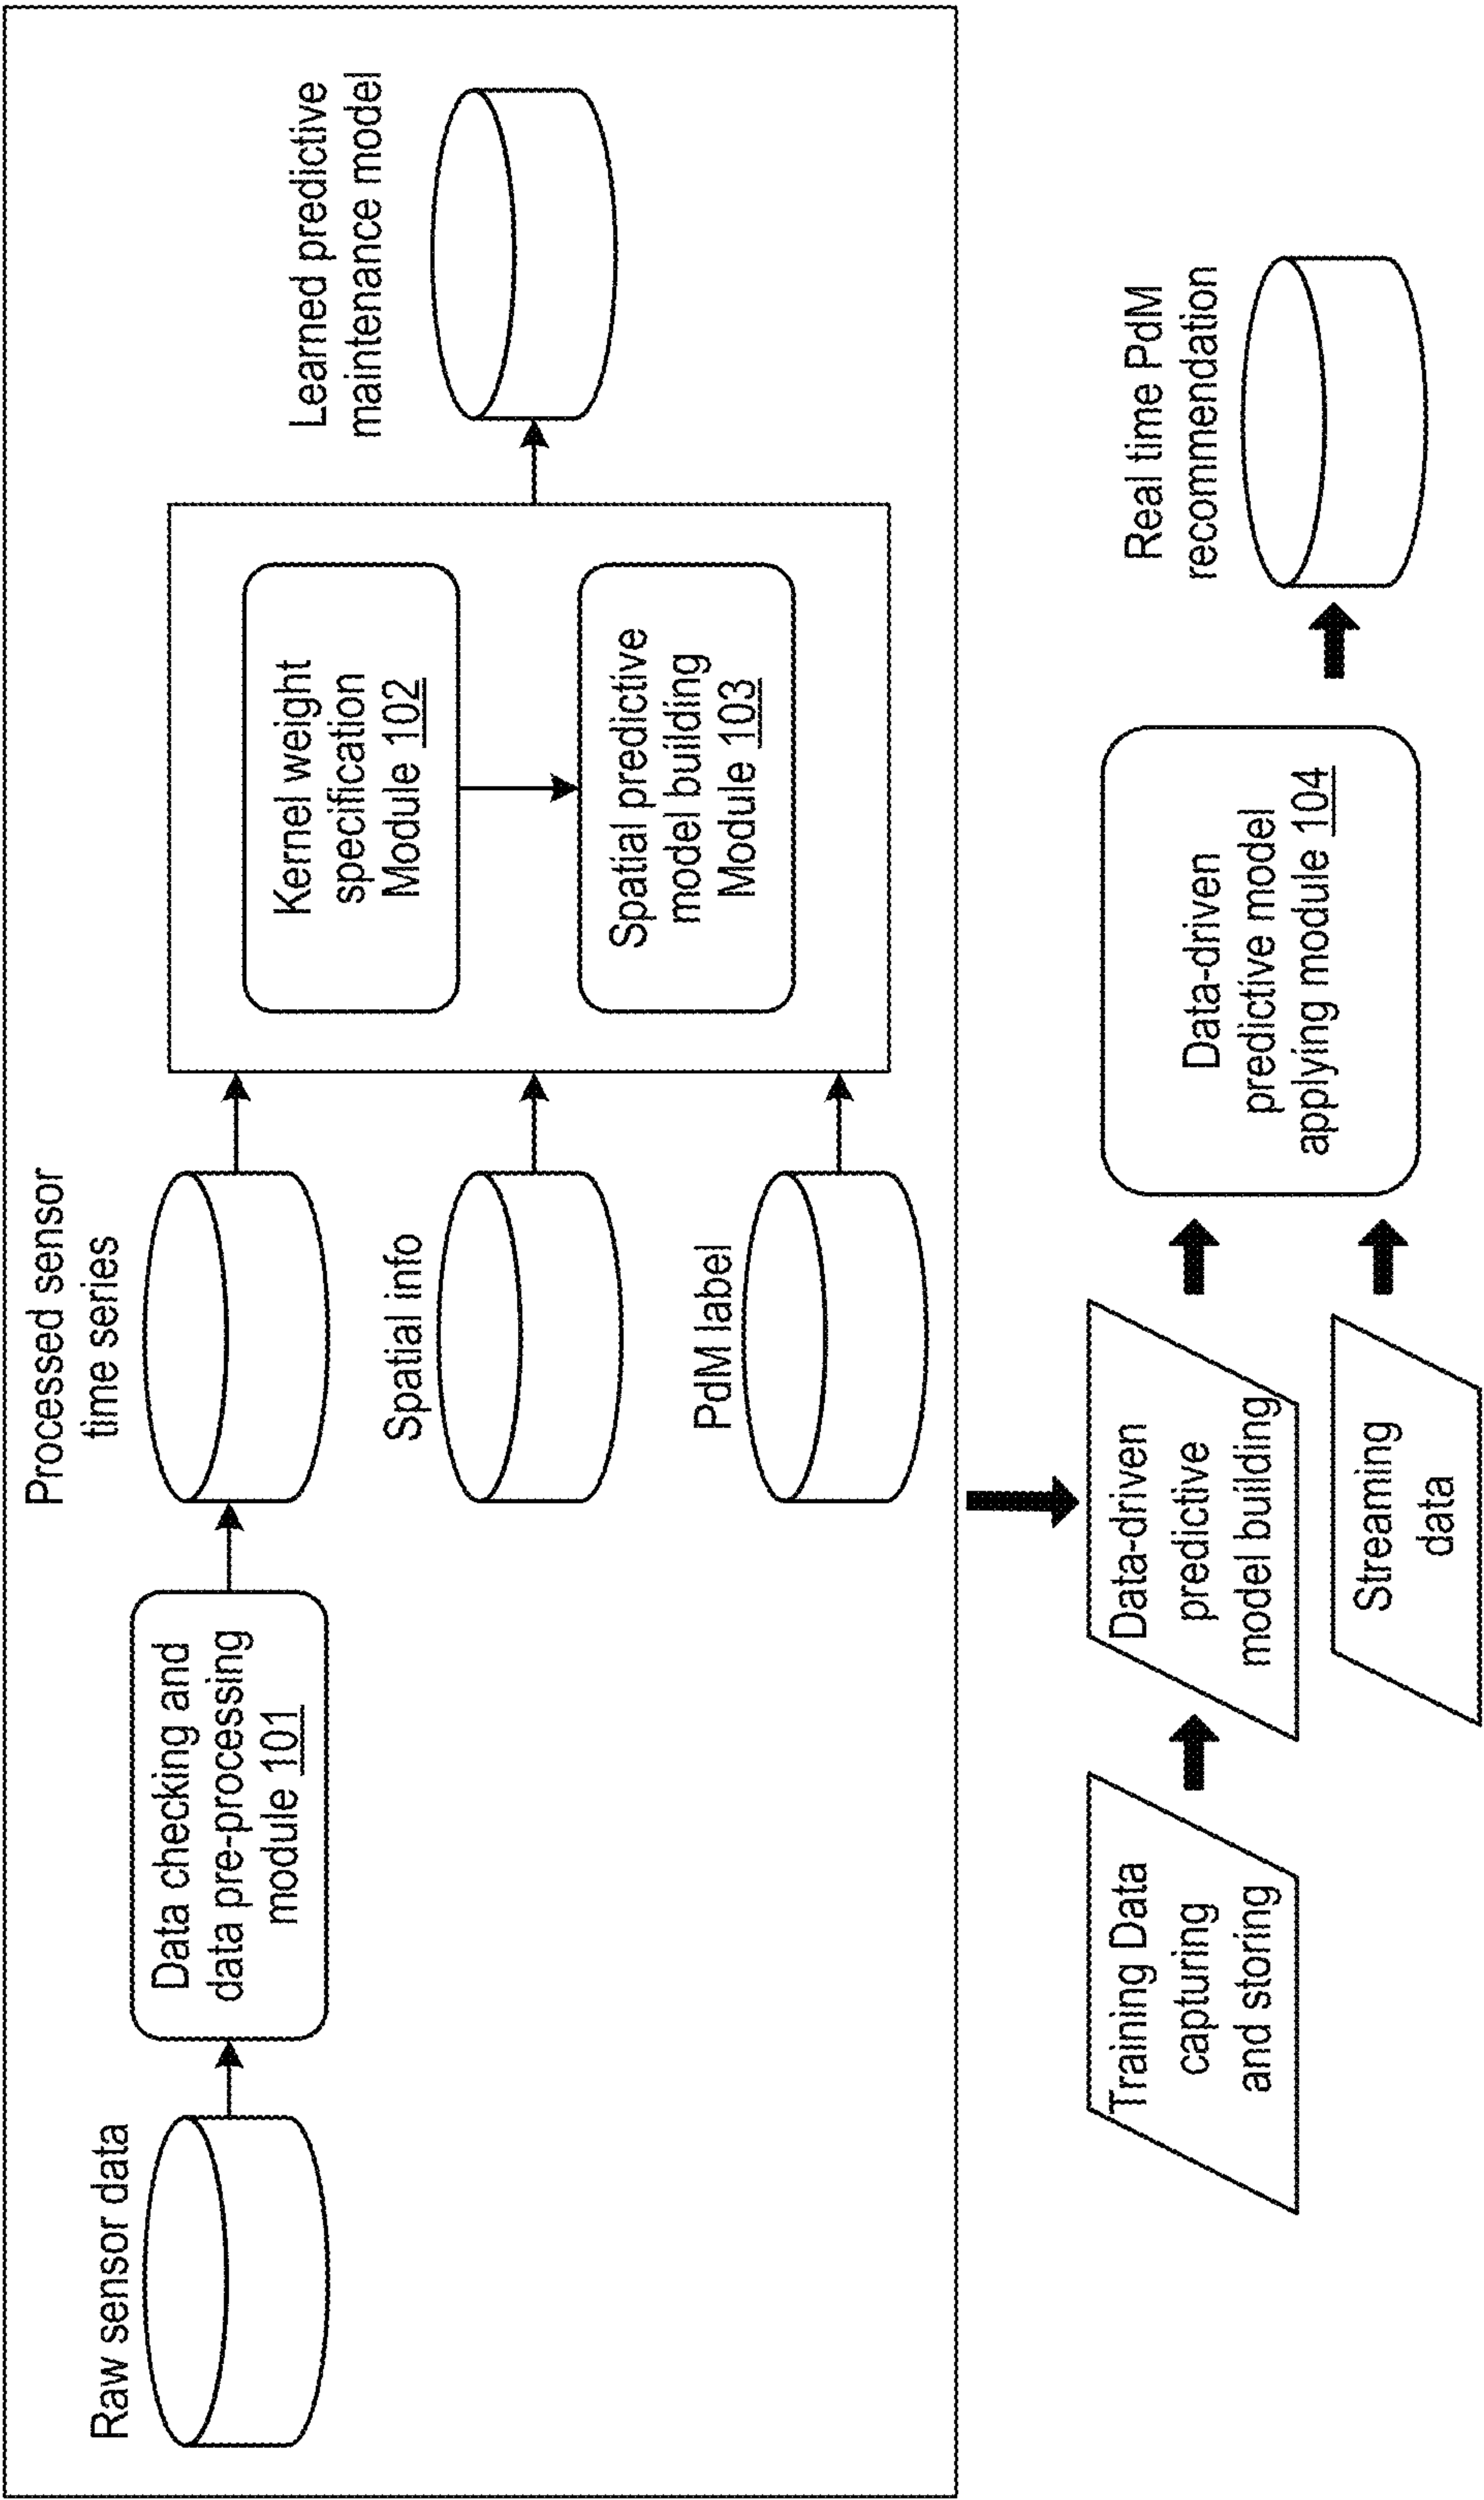 Raw sensor data
Data checking and
data pre-processing
module 101
Processed sensor
time series
Spatial info
PdM label
Kernel weight
specification
Module 102
Spatial predictive
model building
Module 103
Learned predictive
maintenance model
Training Data
capturing
and storing
Data-driven
predictive
model building
Streaming
data
Data-driven
predictive model
applying module 104
Real time PdM
recommendation